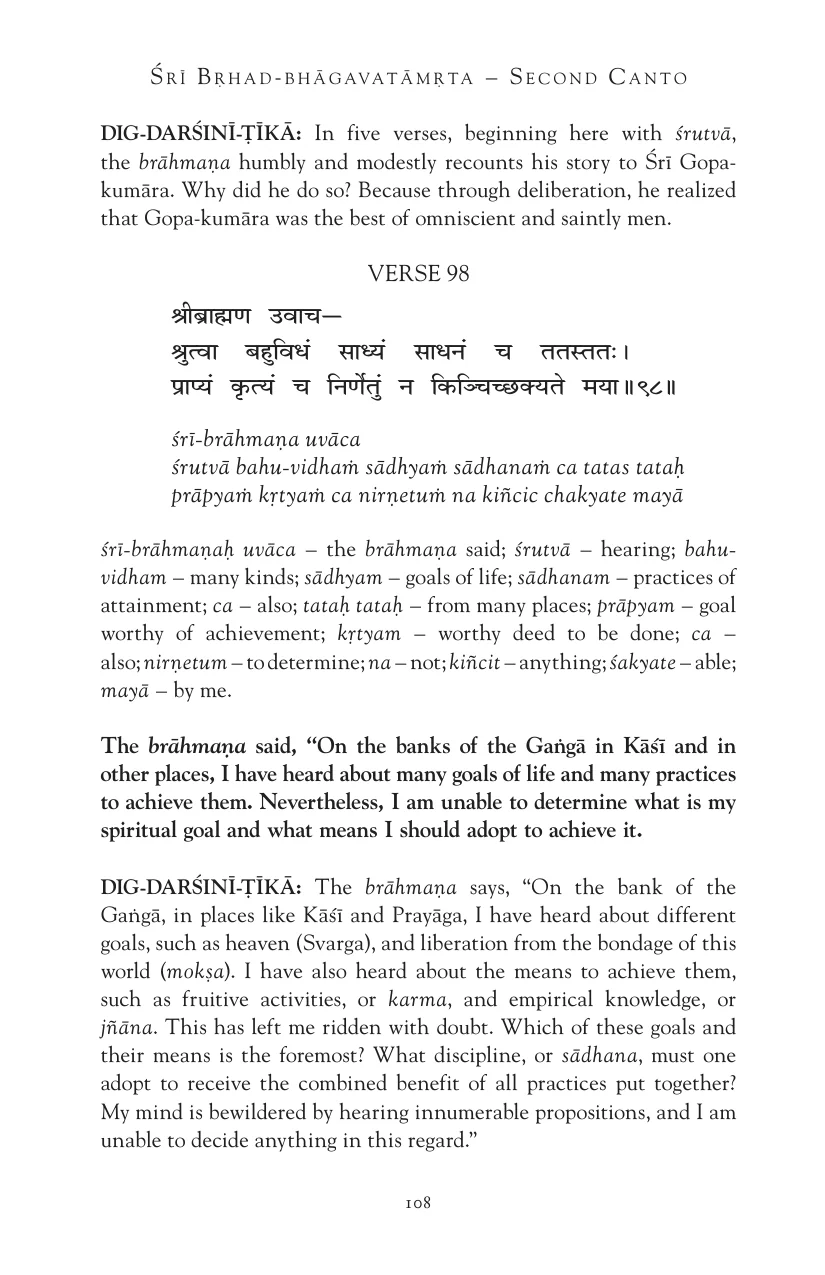 ŚRĪ BṚHAD-BHĀGAVATĀMṚTA – SECOND CANTO
DIG-DARŚINĪ-ṬĪKĀ: In five verses, beginning here with śrutvā,
the brāhmaṇa humbly and modestly recounts his story to Śrī Gopa-
kumāra. Why did he do so? Because through deliberation, he realized
that Gopa-kumāra was the best of omniscient and saintly men.
VERSE 98
श्रीब्राह्मण उवाच—
श्रुत्वा बहुविधं साध्यं साधनं च ततस्ततः।
प्राप्यं कृत्यं च निर्णेतुं न किञ्चिच्छक्यते मया॥९८॥
śrī-brāhmaṇa uvāca
śrutvā bahu-vidhaṁ sādhyaṁ sādhanaṁ ca tatas tataḥ
prāpyaṁ kṛtyaṁ ca nirṇetuṁ na kiñcic chakyate mayā
śrī-brāhmaṇaḥ uvāca – the brāhmaṇa said; śrutvā – hearing; bahu-
vidham – many kinds; sādhyam – goals of life; sādhanam – practices of
attainment; ca – also; tataḥ tataḥ – from many places; prāpyam – goal
worthy of achievement; kṛtyam – worthy deed to be done; ca –
also; nirṇetum – to determine; na – not; kiñcit – anything; śakyate – able;
mayā – by me.
The brāhmaṇa said, “On the banks of the Gaṅgā in Kāśī and in
other places, I have heard about many goals of life and many practices
to achieve them. Nevertheless, I am unable to determine what is my
spiritual goal and what means I should adopt to achieve it.
DIG-DARŚINĪ-ṬĪKĀ: The brāhmaṇa says, “On the bank of the
Gaṅgā, in places like Kāśī and Prayāga, I have heard about different
goals, such as heaven (Svarga), and liberation from the bondage of this
world (mokṣa). I have also heard about the means to achieve them,
such as fruitive activities, or karma, and empirical knowledge, or
jñāna. This has left me ridden with doubt. Which of these goals and
their means is the foremost? What discipline, or sādhana, must one
adopt to receive the combined benefit of all practices put together?
My mind is bewildered by hearing innumerable propositions, and I am
unable to decide anything in this regard.”
108